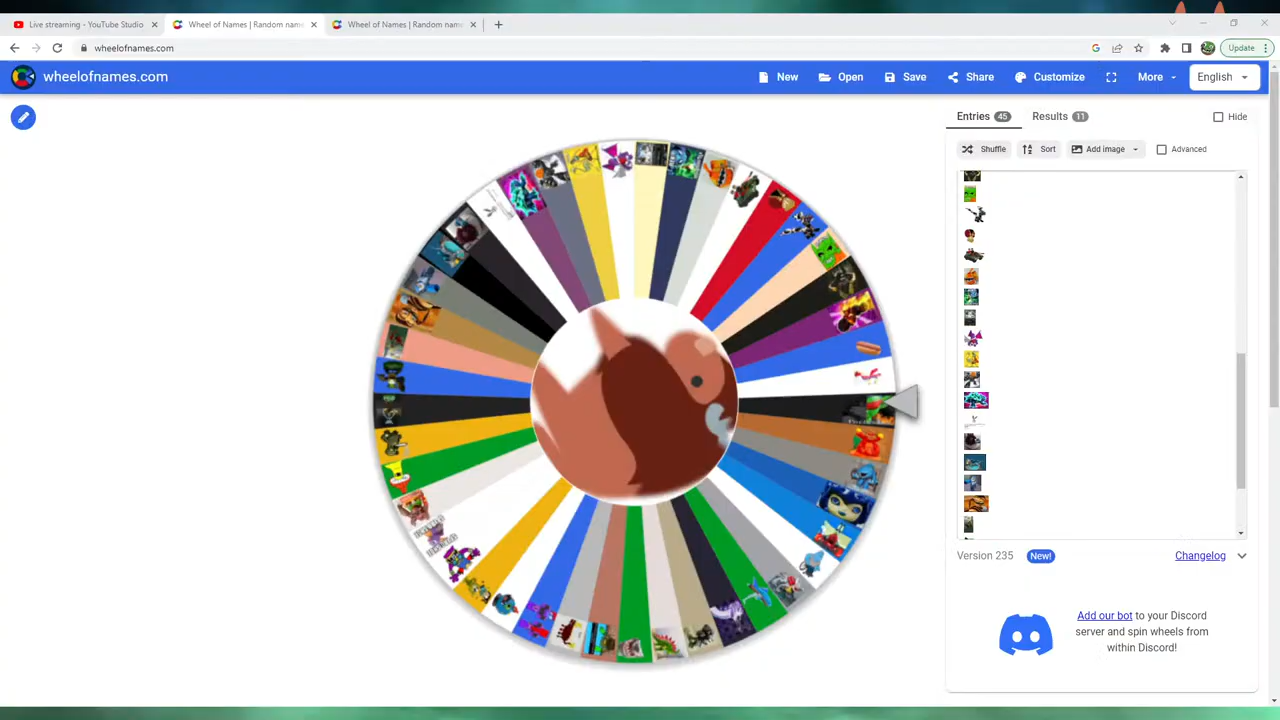 Live streaming - YouTube Studio
Wheel of Names | Random name
Wheel of Names | Random name
wheelofnames.com
Update
wheelofnames.com
New
Open
Save
Share
Customize
More
English
Entries 45
Results 11
Hide
Shuffle
Sort
Add image
Advanced
Version 235
New!
Changelog
Add our bot to your Discord
server and spin wheels from
within Discord!